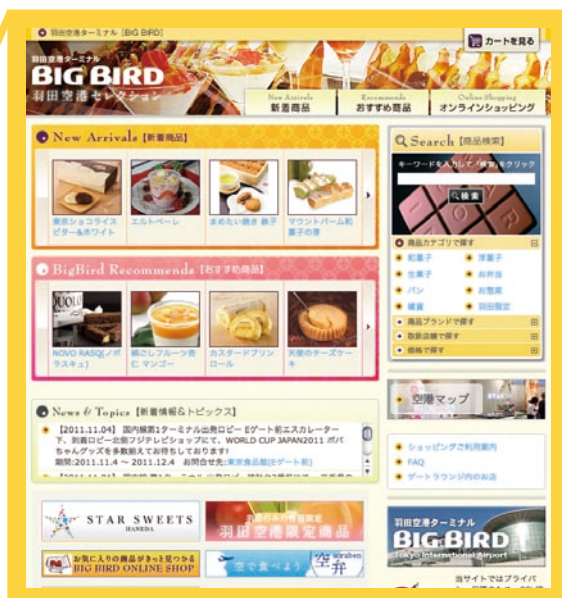 羽田空港ターミナル [BIG BIRD]
カートを見る
羽田空港ターミナル
BIG BIRD
羽田空港セレクション
New Arrivals
新着商品
Recommends
おすすめ商品
Online Shopping
オンラインショッピング
New Arrivals [新着商品]
東京ショコライス
ビター&ホワイト
エルトベーレ
まめたい焼き 鉄子
マウントバーム和
菓子の香
BigBird Recommends [おすすめ商品]
NOVO RASQ(ノボ
ラスキュ)
絹ごしフルーツ杏
仁 マンゴー
カスタードプリン
ロール
天使のチーズケー
キ
News & Topics [新着情報&トピックス]
[2011.11.04] 国内線第1ターミナル出発ロビー Eゲート前エスカレーター
下、到着ロビー北側フジテレビショップにて、WORLD CUP JAPAN2011 バボ
ちゃんグッズを多数揃えてお待ちしております!
期間:2011.11.4 ~ 2011.12.4 お問合せ先:東京食品館(Eゲート前)
STAR SWEETS
HANEDA
羽田空港限定商品
お気に入りの商品がきっと見つかる
BIG BIRD ONLINE SHOP
空で食べよう
空弁
soraben
Search [商品検索]
キーワードを入力して「検索」をクリック
検索
商品カテゴリで探す
和菓子
洋菓子
生菓子
お弁当
パン
お惣菜
雑貨
羽田限定
商品ブランドで探す
取扱店舗で探す
価格で探す
空港マップ
ショッピングご利用案内
FAQ
ゲートラウンジ内のお店
羽田空港ターミナル
BIG BIRD
Tokyo International Airport
当サイトではプライバ